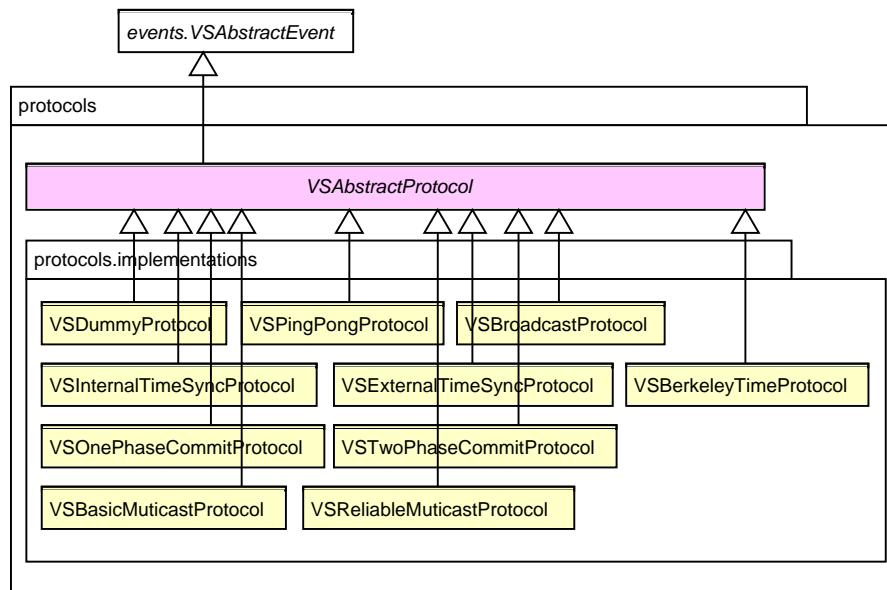 events.VSAbstractEvent
protocols
VSAbstractProtocol
protocols.implementations
VSDummyProtocol
VSPingPongProtocol
VSBroadcastProtocol
VSInternalTimeSyncProtocol
VSExternalTimeSyncProtocol
VSBerkeleyTimeProtocol
VSOnePhaseCommitProtocol
VSTwoPhaseCommitProtocol
VSBasicMuticastProtocol
VSReliableMuticastProtocol